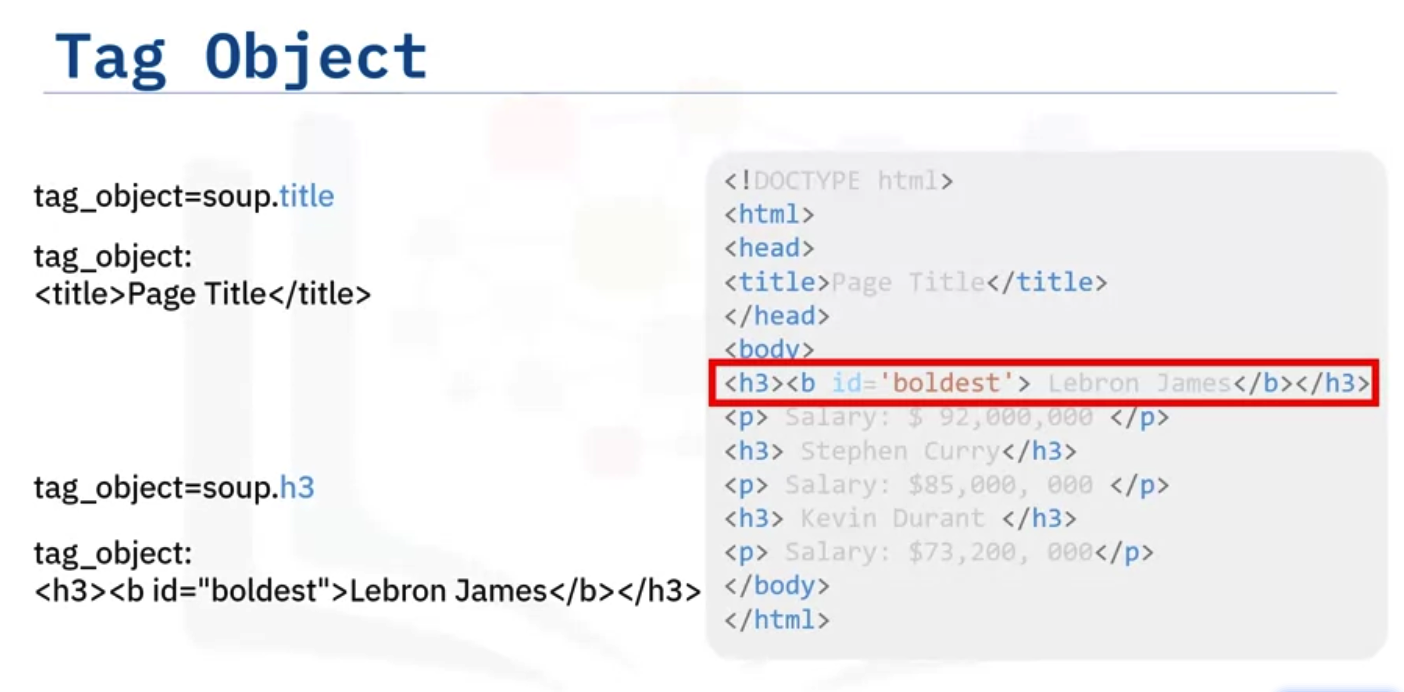 Tag Object
tag_object=soup.title
tag_object:
<title>Page Title</title>
tag_object=soup.h3
tag_object:
<h3><b id="boldest">Lebron James</b></h3>
<!DOCTYPE html>
<html>
<head>
<title>Page Title</title>
</head>
<body>
<h3><b id='boldest'> Lebron James</b></h3>
<p> Salary: $ 92,000,000 </p>
<h3> Stephen Curry</h3>
<p> Salary: $85,000, 000 </p>
<h3> Kevin Durant </h3>
<p> Salary: $73,200, 000</p>
</body>
</html>